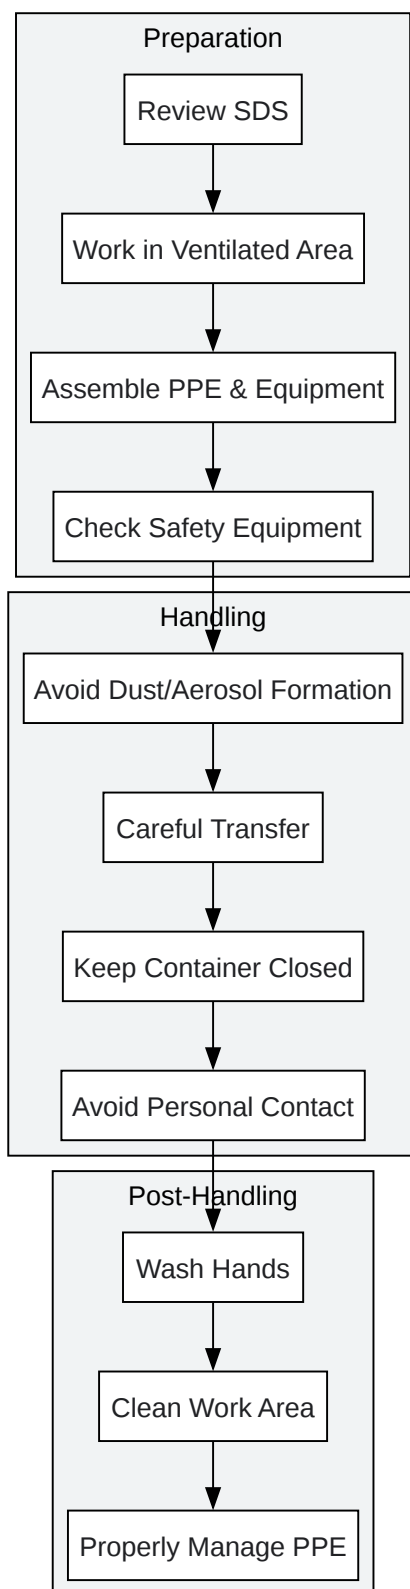 Preparation
Review SDS
Work in Ventilated Area
Assemble PPE & Equipment
Check Safety Equipment
Handling
Avoid Dust/Aerosol Formation
Careful Transfer
Keep Container Closed
Avoid Personal Contact
Post-Handling
Wash Hands
Clean Work Area
Properly Manage PPE